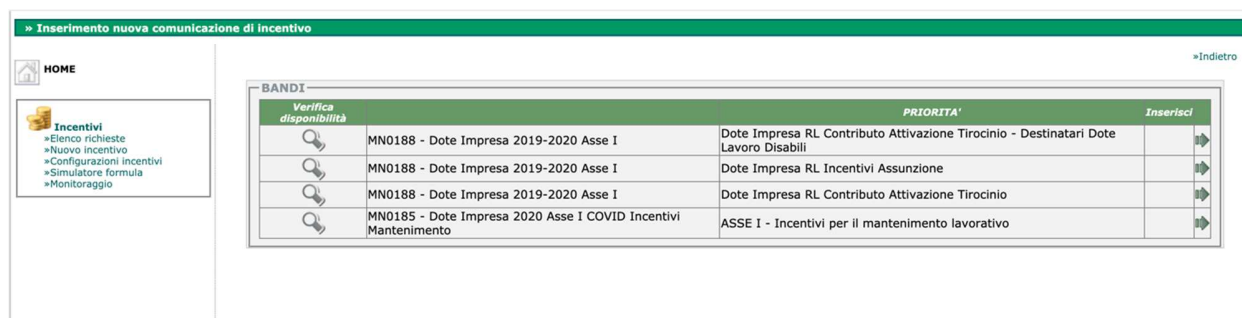 » Inserimento nuova comunicazione di incentivo
»Indietro
HOME
Incentivi
»Elenco richieste
»Nuovo incentivo
»Configurazioni incentivi
»Simulatore formula
»Monitoraggio
BANDI
Verifica
disponibilità
PRIORITA'
Inserisci
MN0188 - Dote Impresa 2019-2020 Asse I
Dote Impresa RL Contributo Attivazione Tirocinio - Destinatari Dote
Lavoro Disabili
MN0188 - Dote Impresa 2019-2020 Asse I
Dote Impresa RL Incentivi Assunzione
MN0188 - Dote Impresa 2019-2020 Asse I
Dote Impresa RL Contributo Attivazione Tirocinio
MN0185 - Dote Impresa 2020 Asse I COVID Incentivi
Mantenimento
ASSE I - Incentivi per il mantenimento lavorativo